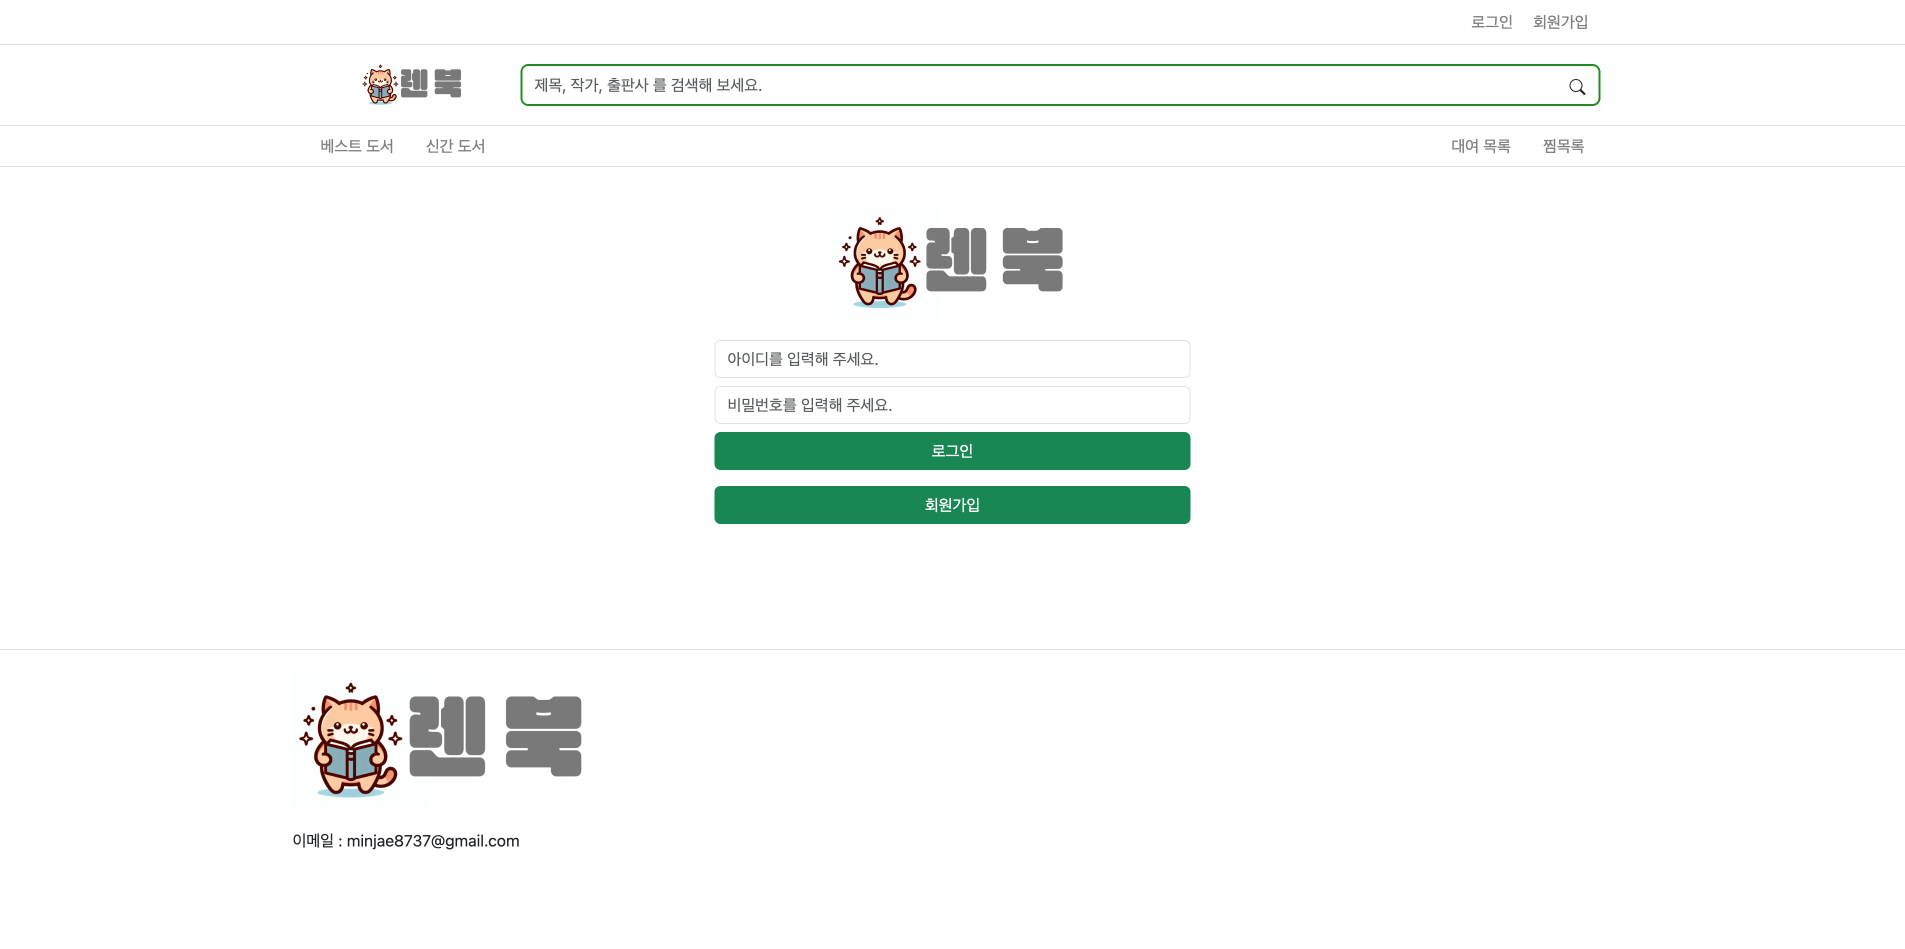 로그인 회원가입
렌 북
제목, 작가, 출판사 를 검색해 보세요.
베스트 도서 신간 도서 대여 목록 찜목록
렌 북
아이디를 입력해 주세요.
비밀번호를 입력해 주세요.
로그인
회원가입
렌 북
이메일 : minjae8737@gmail.com